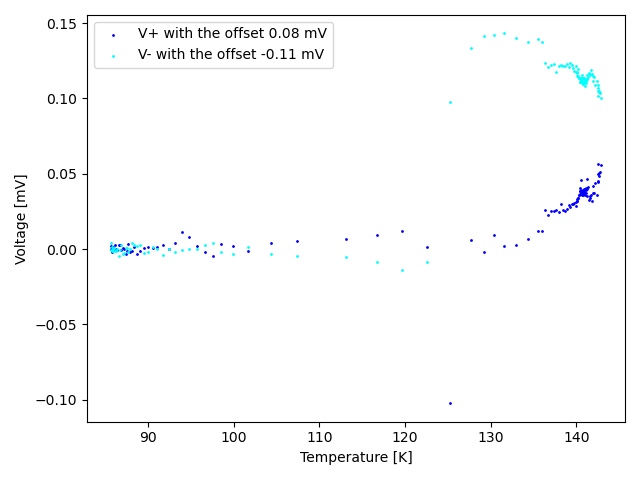 V+ with the offset 0.08 mV
V- with the offset -0.11 mV
0.15
0.10
0.05
0.00
−0.05
−0.10
Voltage [mV]
90 100 110 120 130 140
Temperature [K]